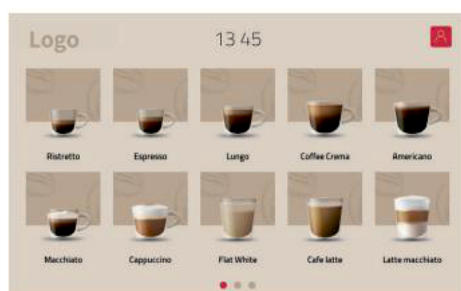 Logo
13 45
Ristretto Espresso Lungo Coffee Crema Americano
Macchiato Cappuccino Flat White Cafe latte Latte macchiato